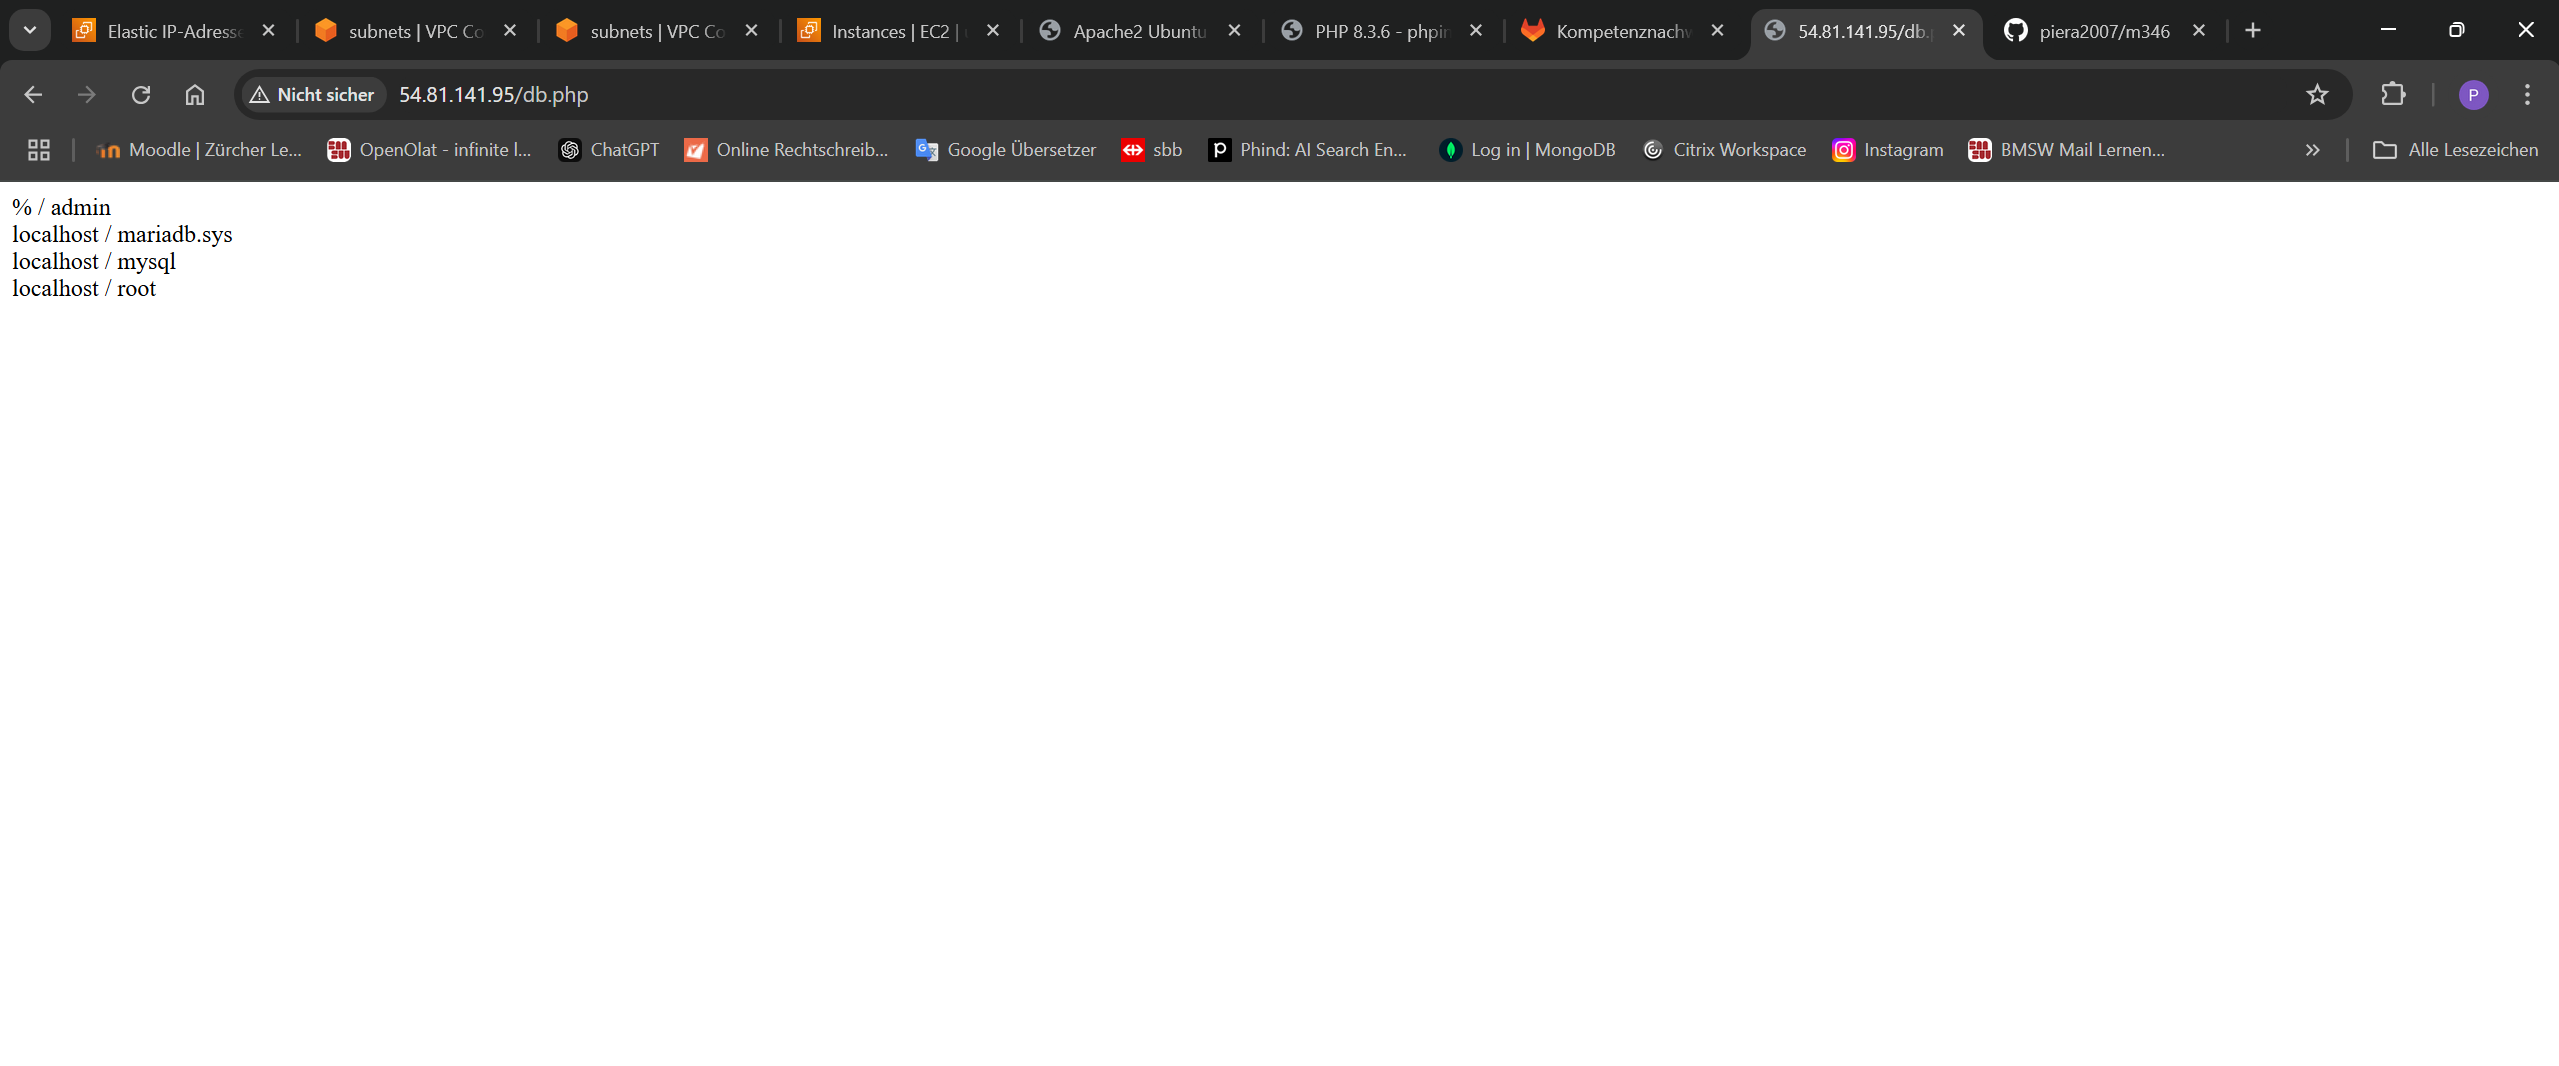 Elastic IP-Adresse
subnets | VPC Co
subnets | VPC Co
Instances | EC2 |
Apache2 Ubuntu
PHP 8.3.6 - phpin
Kompetenznachw
54.81.141.95/db.p
piera2007/m346
Nicht sicher 54.81.141.95/db.php
P
Moodle | Zürcher Le... OpenOlat - infinite l... ChatGPT Online Rechtschreib... Google Übersetzer sbb Phind: AI Search En... Log in | MongoDB Citrix Workspace Instagram BMSW Mail Lernen... Alle Lesezeichen
% / admin
localhost / mariadb.sys
localhost / mysql
localhost / root